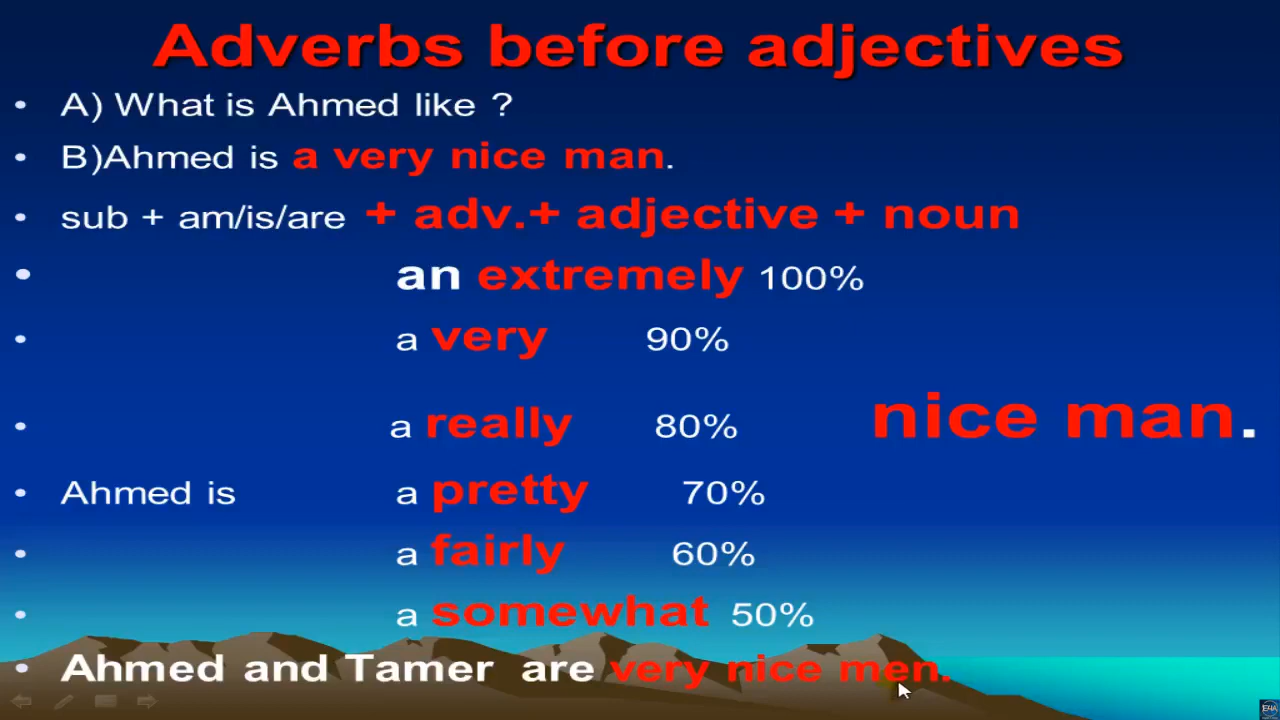 Adverbs before adjectives
• A) What is Ahmed like ?
• B)Ahmed is a very nice man.
• sub + am/is/are + adv.+ adjective + noun
• an extremely 100%
• a very 90%
• a really 80% nice man.
• Ahmed is a pretty 70%
• a fairly 60%
• a somewhat 50%
• Ahmed and Tamer are very nice men.